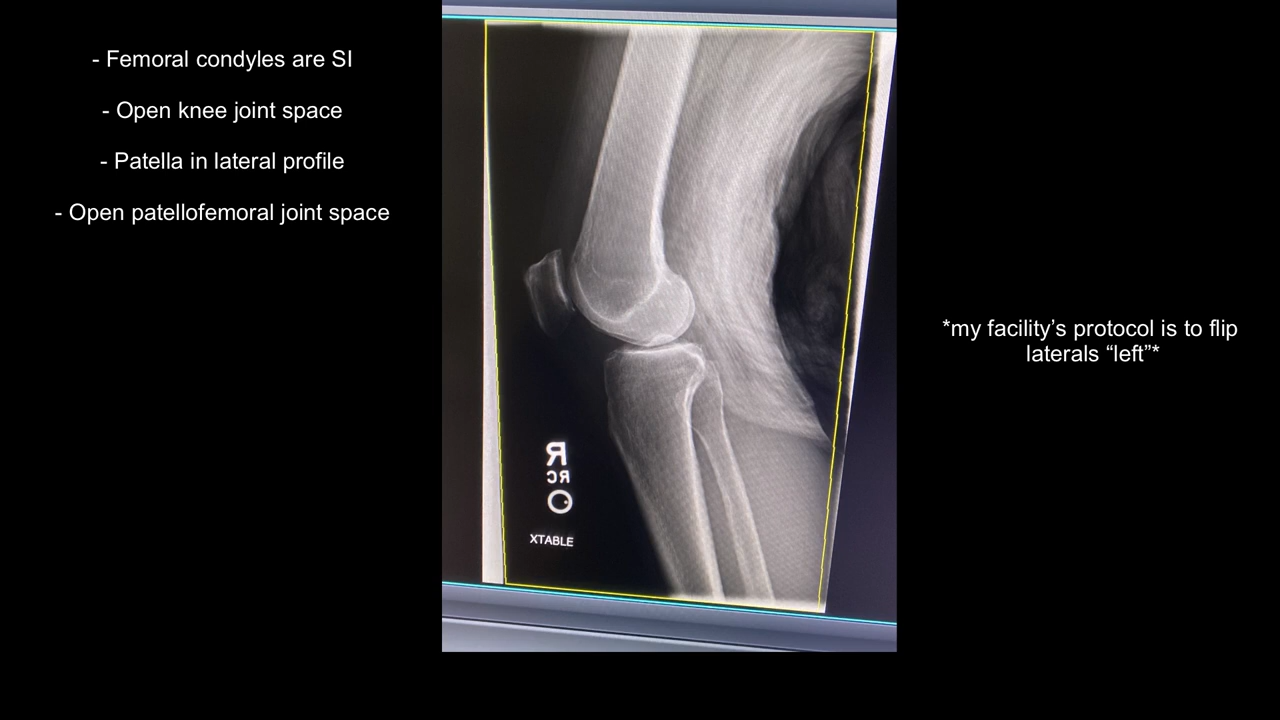 - Femoral condyles are SI
- Open knee joint space
- Patella in lateral profile
- Open patellofemoral joint space
*my facility’s protocol is to flip
laterals “left”*
R
RC
XTABLE